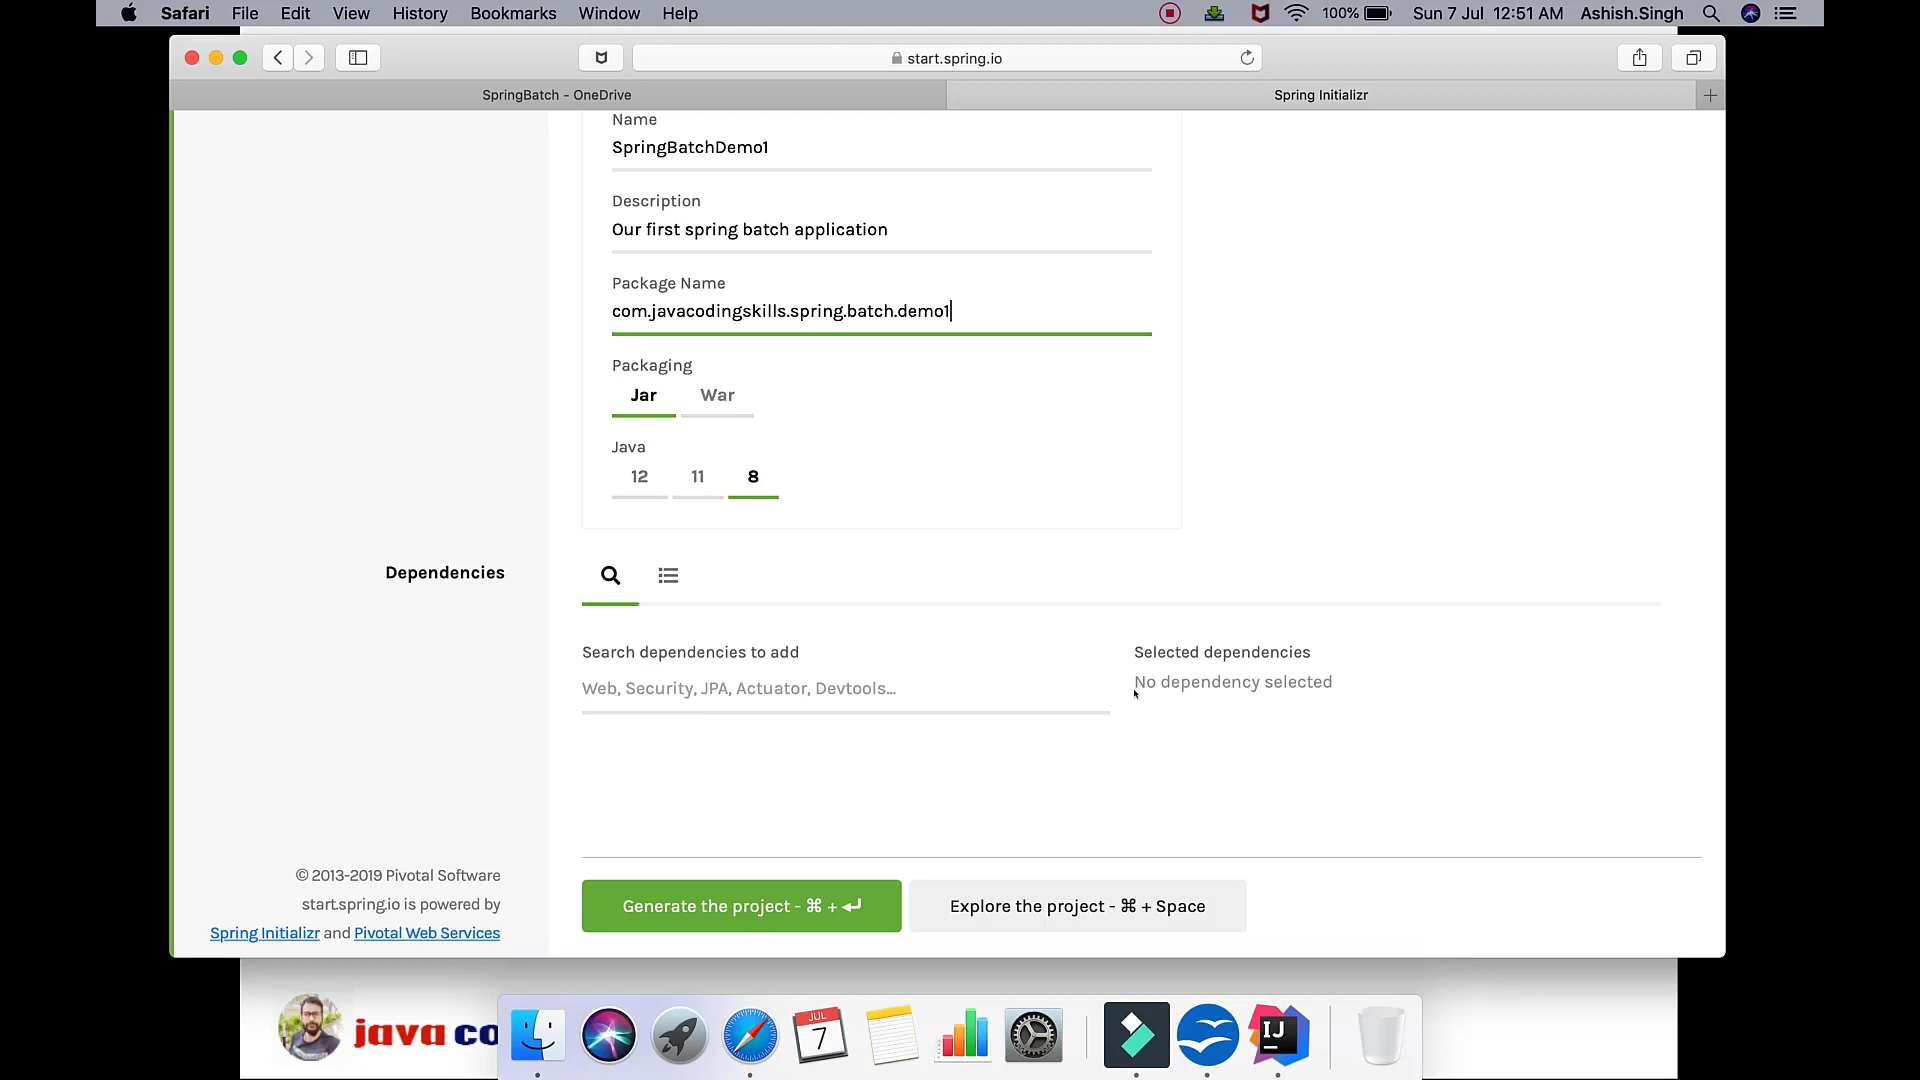 Safari File Edit View History Bookmarks Window Help 100% Sun 7 Jul 12:51 AM Ashish.Singh
start.spring.io
SpringBatch – OneDrive Spring Initializr
Name
SpringBatchDemo1
Description
Our first spring batch application
Package Name
com.javacodingskills.spring.batch.demo1
Packaging
Jar War
Java
12 11 8
Dependencies
Search dependencies to add Selected dependencies
Web, Security, JPA, Actuator, Devtools... No dependency selected
© 2013-2019 Pivotal Software
start.spring.io is powered by
Spring Initializr and Pivotal Web Services
Generate the project - ⌘ + ↵ Explore the project - ⌘ + Space
java co
JUL
7
IJ